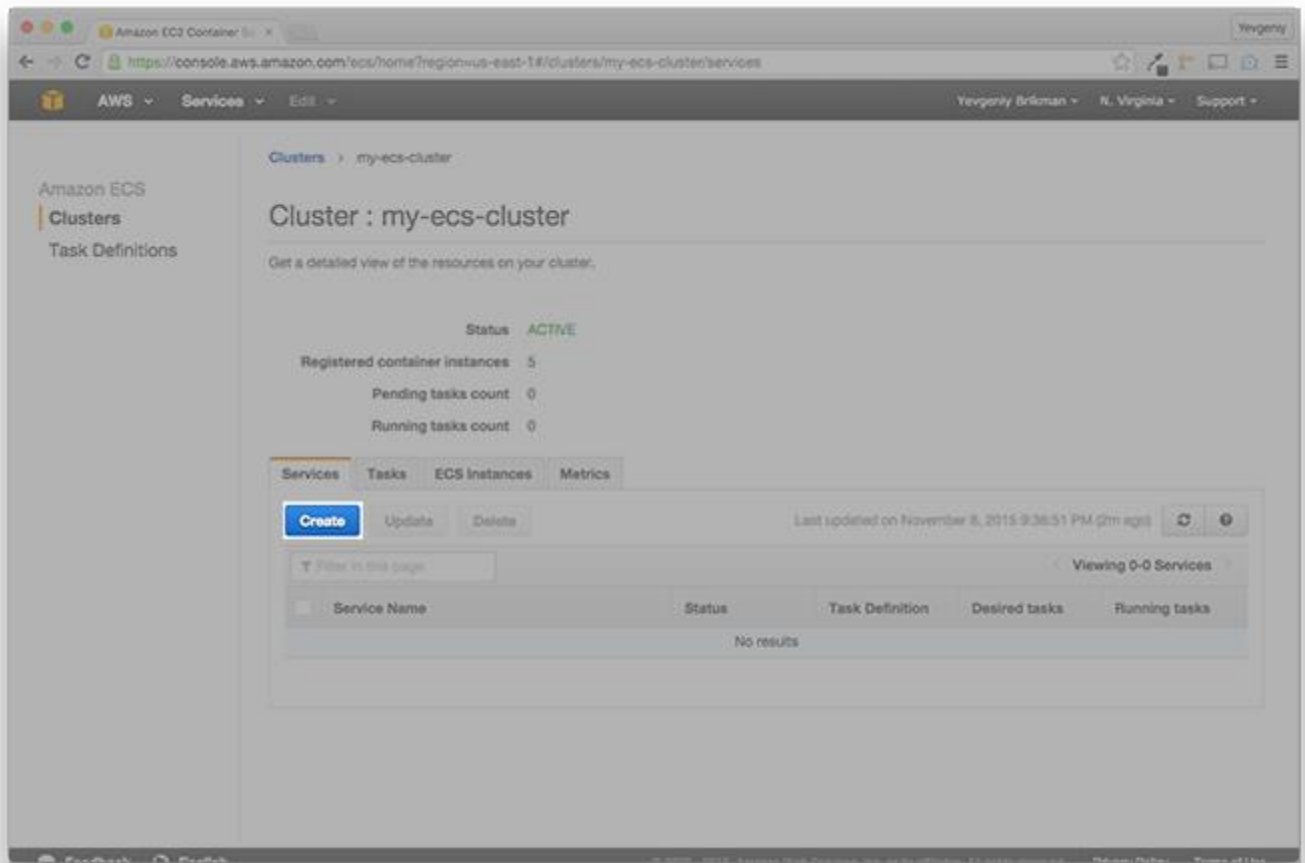 Amazon EC2 Container Se
Yevgeniy
https://console.aws.amazon.com/ecs/home?region=us-east-1#/clusters/my-ecs-cluster/services
AWS Services Edit Yevgeniy Brikman N. Virginia Support
Clusters > my-ecs-cluster
Amazon ECS
Clusters
Task Definitions
Cluster : my-ecs-cluster
Get a detailed view of the resources on your cluster.
Status ACTIVE
Registered container instances 5
Pending tasks count 0
Running tasks count 0
Services Tasks ECS Instances Metrics
Create Update Delete Last updated on November 8, 2015 9:36:51 PM (2m ago)
Filter in this page Viewing 0-0 Services
Service Name Status Task Definition Desired tasks Running tasks
No results
Feedback English Privacy Policy Terms of Use